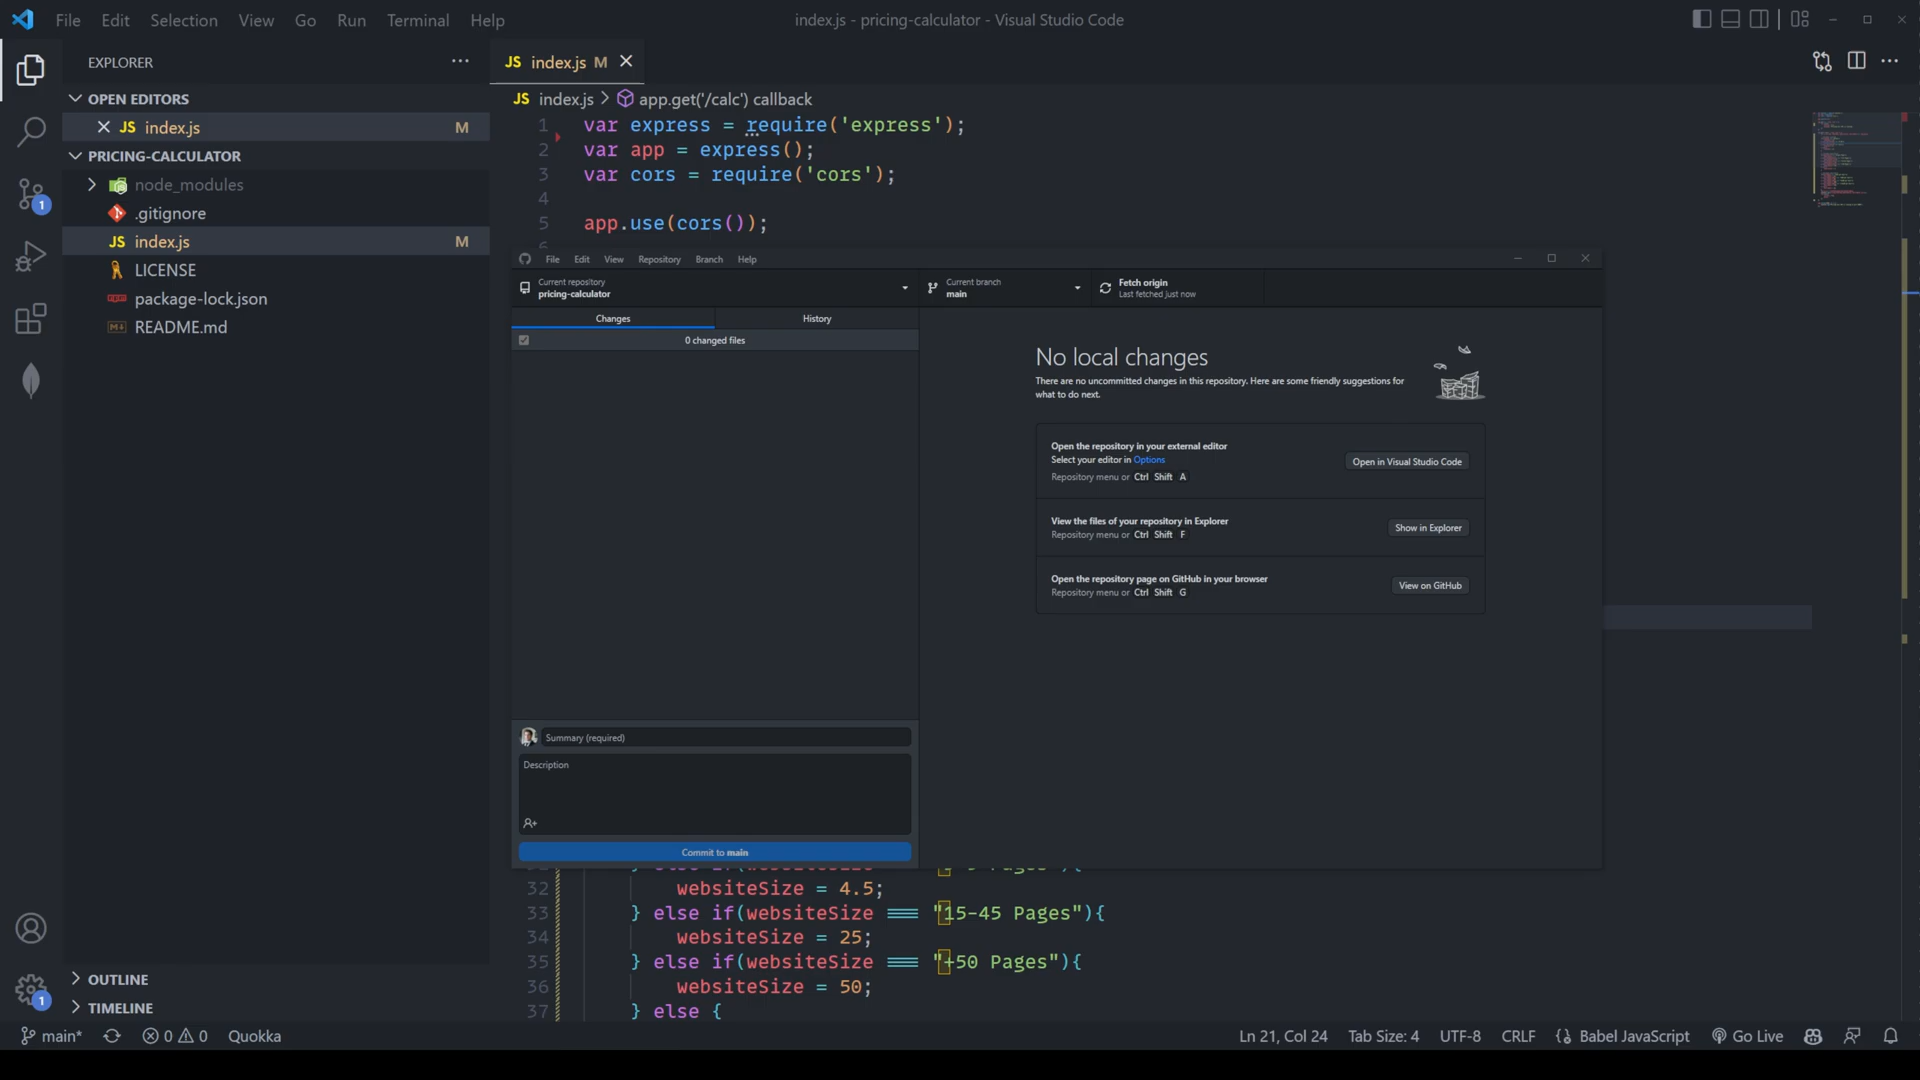 File Edit Selection View Go Run Terminal Help
index.js - pricing-calculator - Visual Studio Code
EXPLORER
OPEN EDITORS
JS index.js M
PRICING-CALCULATOR
node_modules
.gitignore
JS index.js M
LICENSE
package-lock.json
README.md
OUTLINE
TIMELINE
1
1
JS index.js M
JS index.js > app.get('/calc') callback
1 var express = require('express');
2 var app = express();
3 var cors = require('cors');
4
5 app.use(cors());
6
File Edit View Repository Branch Help
Current repository
pricing-calculator
Current branch
main
Fetch origin
Last fetched just now
Changes
History
0 changed files
No local changes
There are no uncommitted changes in this repository. Here are some friendly suggestions for
what to do next.
Open the repository in your external editor
Select your editor in Options
Repository menu or Ctrl Shift A
Open in Visual Studio Code
View the files of your repository in Explorer
Repository menu or Ctrl Shift F
Show in Explorer
Open the repository page on GitHub in your browser
Repository menu or Ctrl Shift G
View on GitHub
Summary (required)
Description
Commit to main
32 websiteSize = 4.5;
33 } else if(websiteSize === "15-45 Pages"){
34 websiteSize = 25;
35 } else if(websiteSize === "+50 Pages"){
36 websiteSize = 50;
37 } else {
main* 0 0 Quokka
Ln 21, Col 24 Tab Size: 4 UTF-8 CRLF Babel JavaScript Go Live